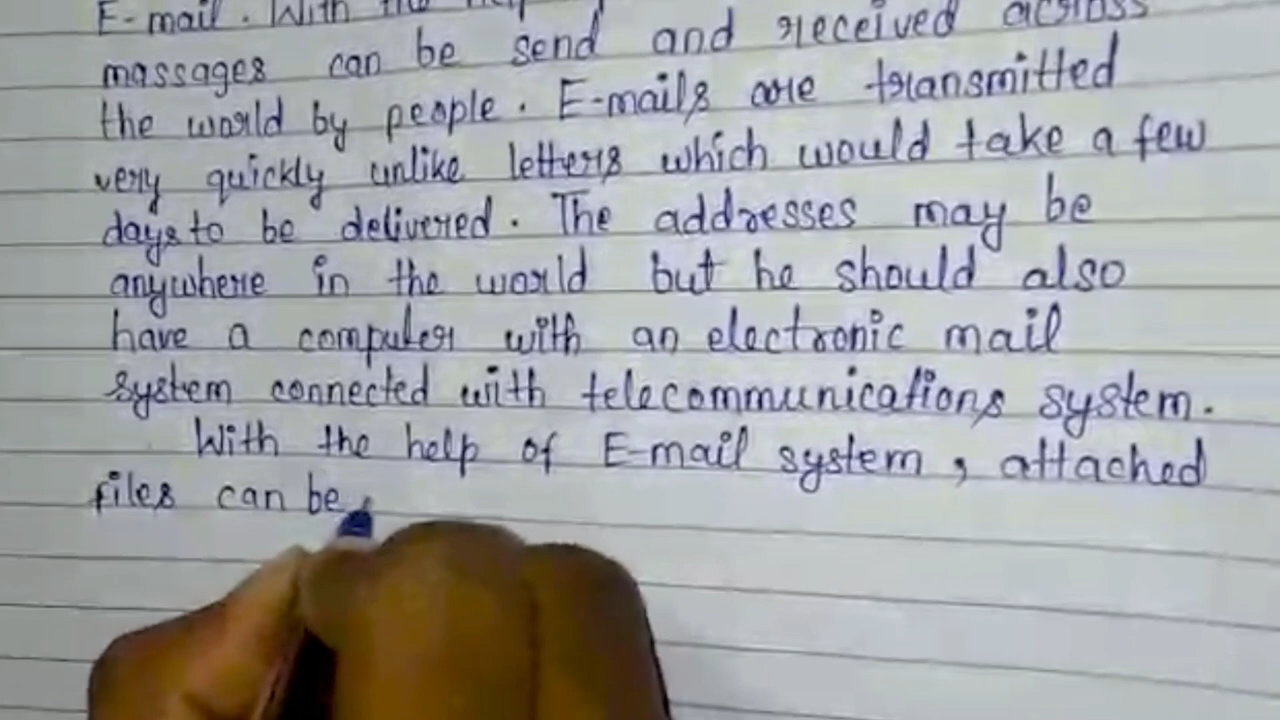 E-mail. With the help
massages can be send and received across
the world by people. E-mails are transmitted
very quickly unlike letters which would take a few
days to be delivered. The addresses may be
anywhere in the world but he should also
have a computer with an electronic mail
system connected with telecommunications system.
With the help of E-mail system, attached
files can be